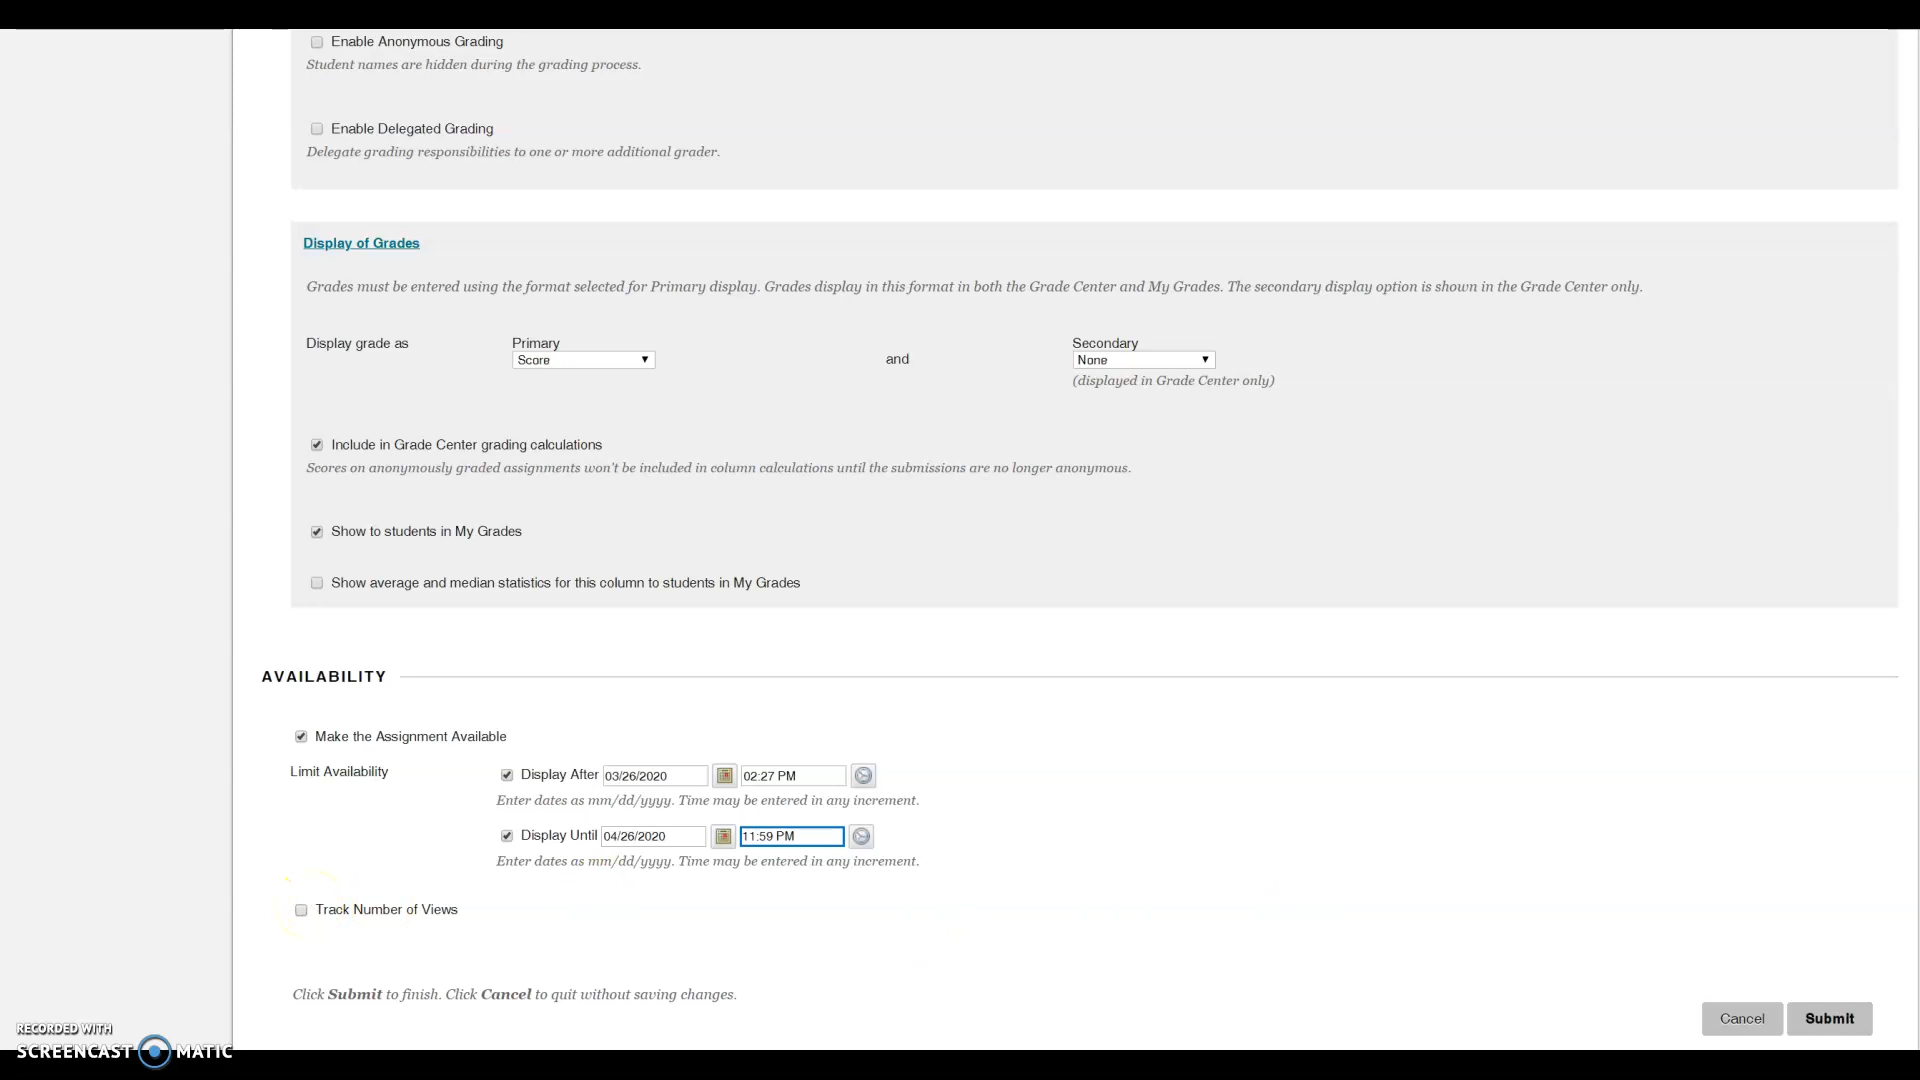 Enable Anonymous Grading
Student names are hidden during the grading process.
Enable Delegated Grading
Delegate grading responsibilities to one or more additional grader.
Display of Grades
Grades must be entered using the format selected for Primary display. Grades display in this format in both the Grade Center and My Grades. The secondary display option is shown in the Grade Center only.
Display grade as
Primary
Score
and
Secondary
None
(displayed in Grade Center only)
Include in Grade Center grading calculations
Scores on anonymously graded assignments won't be included in column calculations until the submissions are no longer anonymous.
Show to students in My Grades
Show average and median statistics for this column to students in My Grades
AVAILABILITY
Make the Assignment Available
Limit Availability
Display After 03/26/2020 02:27 PM
Enter dates as mm/dd/yyyy. Time may be entered in any increment.
Display Until 04/26/2020 11:59 PM
Enter dates as mm/dd/yyyy. Time may be entered in any increment.
Track Number of Views
Click Submit to finish. Click Cancel to quit without saving changes.
Cancel Submit
RECORDED WITH
SCREENCAST MATIC